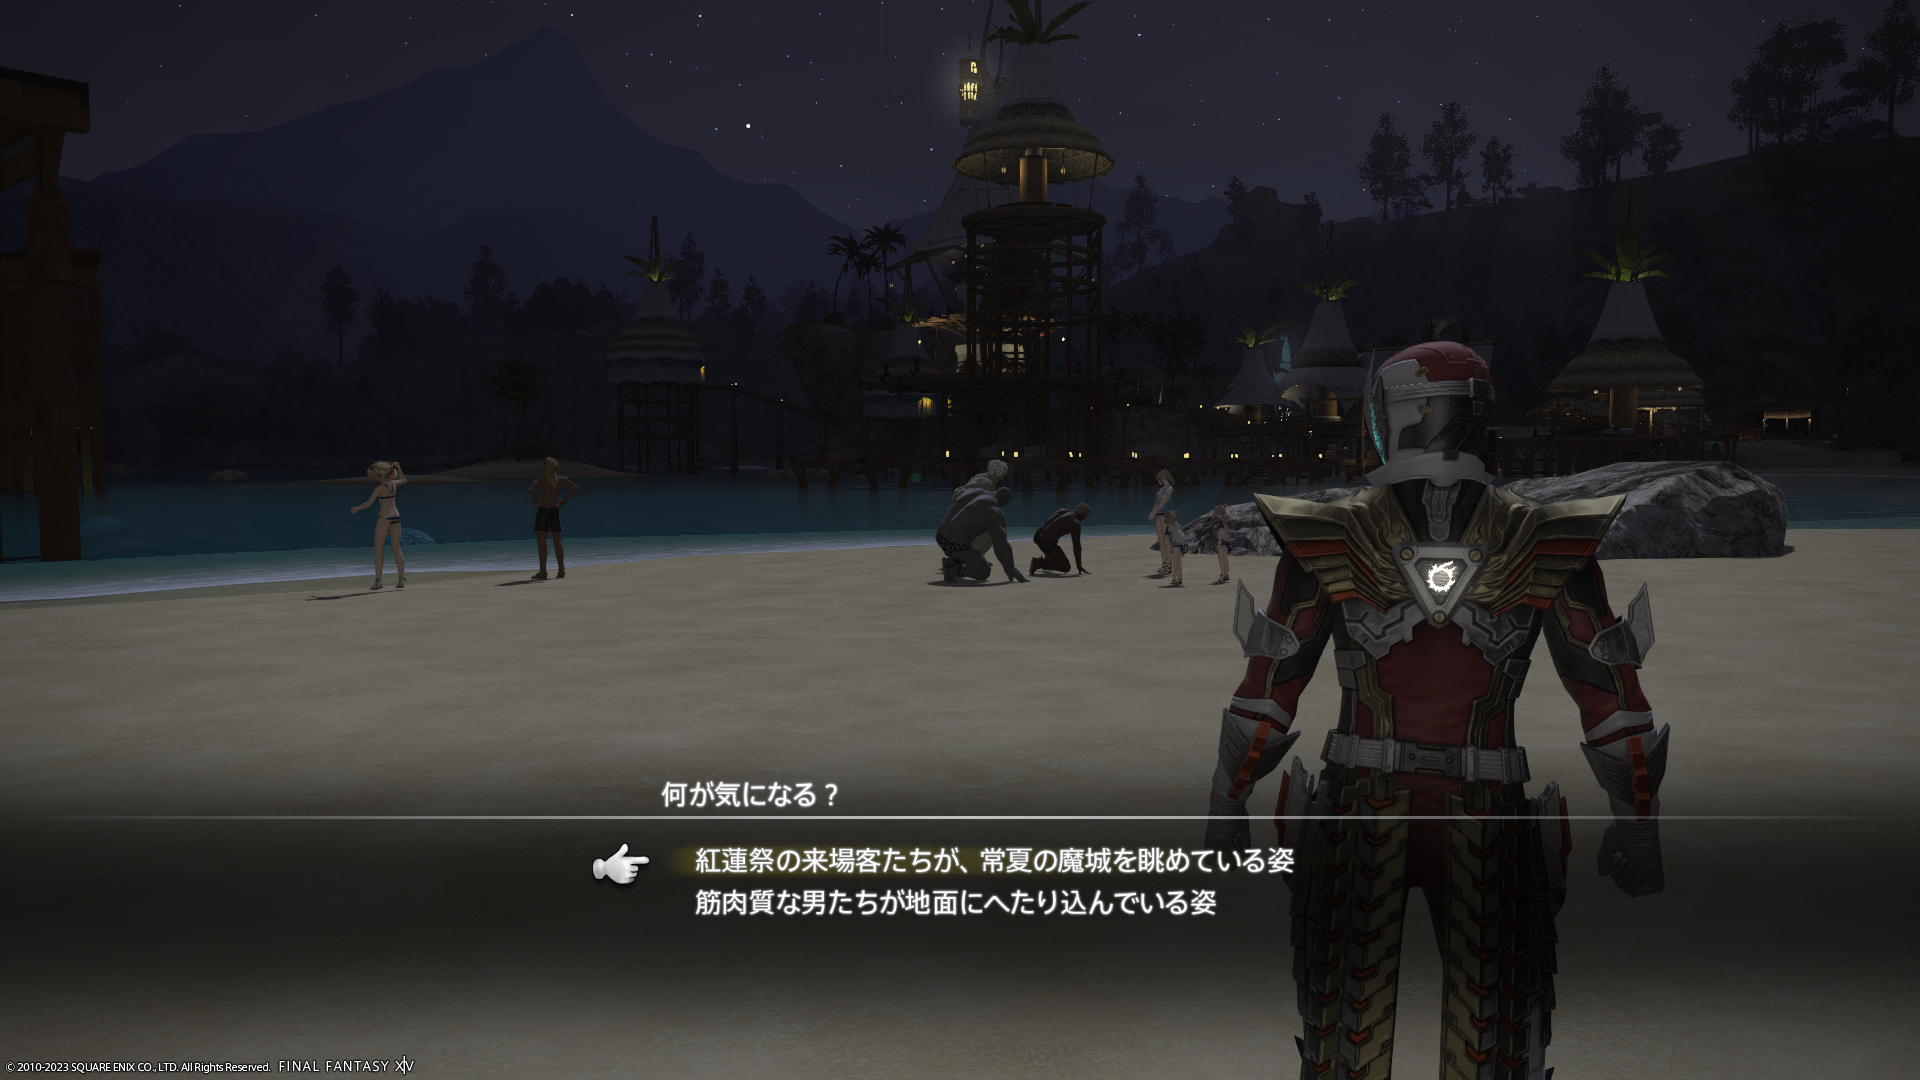 何が気になる？
紅蓮祭の来場客たちが、常夏の魔城を眺めている姿
筋肉質な男たちが地面にへたり込んでいる姿
© 2010-2023 SQUARE ENIX CO., LTD. All Rights Reserved. FINAL FANTASY XIV